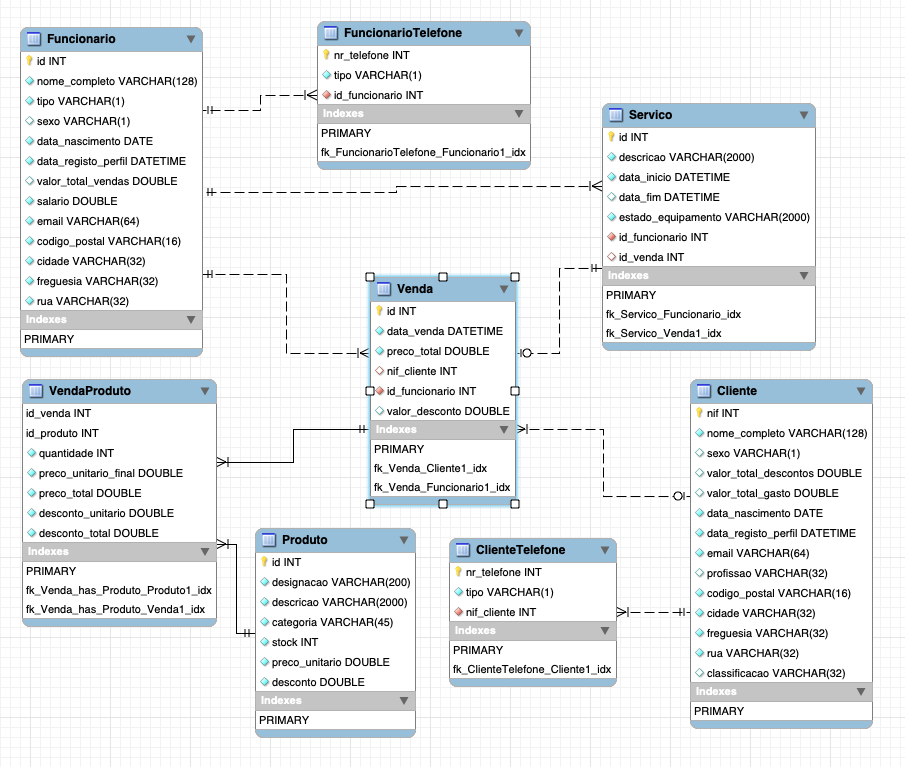 Funcionario
id INT
nome_completo VARCHAR(128)
tipo VARCHAR(1)
sexo VARCHAR(1)
data_nascimento DATE
data_registo_perfil DATETIME
valor_total_vendas DOUBLE
salario DOUBLE
email VARCHAR(64)
codigo_postal VARCHAR(16)
cidade VARCHAR(32)
freguesia VARCHAR(32)
rua VARCHAR(32)
Indexes
PRIMARY
FuncionarioTelefone
nr_telefone INT
tipo VARCHAR(1)
id_funcionario INT
Indexes
PRIMARY
fk_FuncionarioTelefone_Funcionario1_idx
Servico
id INT
descricao VARCHAR(2000)
data_inicio DATETIME
data_fim DATETIME
estado_equipamento VARCHAR(2000)
id_funcionario INT
id_venda INT
Indexes
PRIMARY
fk_Servico_Funcionario_idx
fk_Servico_Venda1_idx
Venda
id INT
data_venda DATETIME
preco_total DOUBLE
nif_cliente INT
id_funcionario INT
valor_desconto DOUBLE
Indexes
PRIMARY
fk_Venda_Cliente1_idx
fk_Venda_Funcionario1_idx
VendaProduto
id_venda INT
id_produto INT
quantidade INT
preco_unitario_final DOUBLE
preco_total DOUBLE
desconto_unitario DOUBLE
desconto_total DOUBLE
Indexes
PRIMARY
fk_Venda_has_Produto_Produto1_idx
fk_Venda_has_Produto_Venda1_idx
Produto
id INT
designacao VARCHAR(200)
descricao VARCHAR(2000)
categoria VARCHAR(45)
stock INT
preco_unitario DOUBLE
desconto DOUBLE
Indexes
PRIMARY
ClienteTelefone
nr_telefone INT
tipo VARCHAR(1)
nif_cliente INT
Indexes
PRIMARY
fk_ClienteTelefone_Cliente1_idx
Cliente
nif INT
nome_completo VARCHAR(128)
sexo VARCHAR(1)
valor_total_descontos DOUBLE
valor_total_gasto DOUBLE
data_nascimento DATE
data_registo_perfil DATETIME
email VARCHAR(64)
profissao VARCHAR(32)
codigo_postal VARCHAR(16)
cidade VARCHAR(32)
freguesia VARCHAR(32)
rua VARCHAR(32)
classificacao VARCHAR(32)
Indexes
PRIMARY